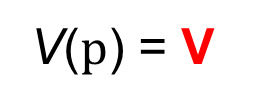 V(p) = V